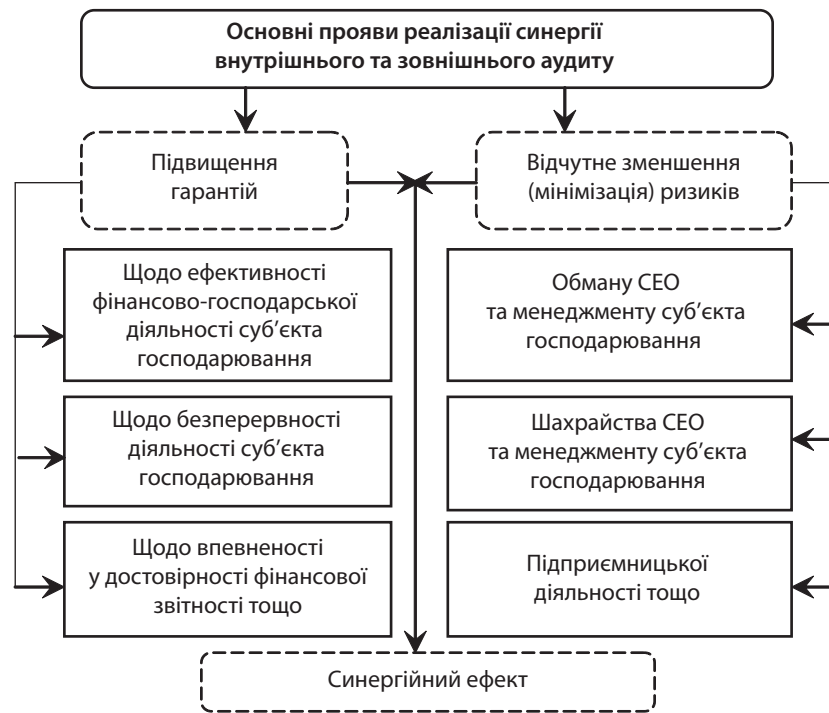 Основні прояви реалізації синергії
внутрішнього та зовнішнього аудиту
Підвищення
гарантій
Відчутне зменшення
(мінімізація) ризиків
Щодо ефективності
фінансово-господарської
діяльності суб’єкта
господарювання
Обману СЕО
та менеджменту суб’єкта
господарювання
Щодо безперервності
діяльності суб’єкта
господарювання
Шахрайства СЕО
та менеджменту суб’єкта
господарювання
Щодо впевненості
у достовірності фінансової
звітності тощо
Підприємницької
діяльності тощо
Синергійний ефект